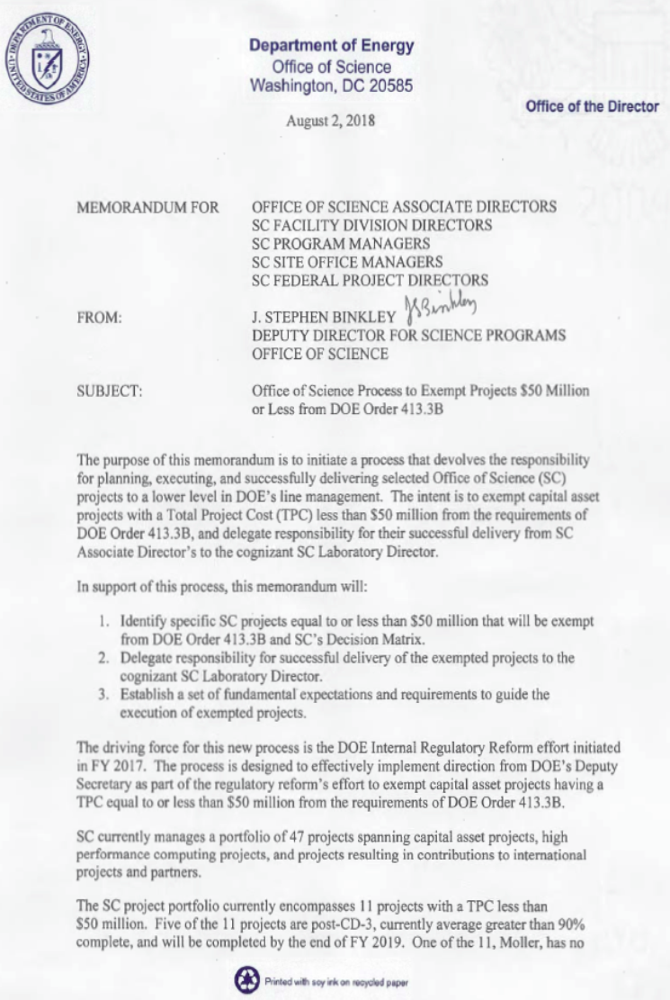 DEPARTMENT OF ENERGY
UNITED STATES OF AMERICA
Department of Energy
Office of Science
Washington, DC 20585
Office of the Director
August 2, 2018
MEMORANDUM FOR OFFICE OF SCIENCE ASSOCIATE DIRECTORS
SC FACILITY DIVISION DIRECTORS
SC PROGRAM MANAGERS
SC SITE OFFICE MANAGERS
SC FEDERAL PROJECT DIRECTORS
FROM: J. STEPHEN BINKLEY JSBinkley
DEPUTY DIRECTOR FOR SCIENCE PROGRAMS
OFFICE OF SCIENCE
SUBJECT: Office of Science Process to Exempt Projects $50 Million
or Less from DOE Order 413.3B
The purpose of this memorandum is to initiate a process that devolves the responsibility
for planning, executing, and successfully delivering selected Office of Science (SC)
projects to a lower level in DOE's line management. The intent is to exempt capital asset
projects with a Total Project Cost (TPC) less than $50 million from the requirements of
DOE Order 413.3B, and delegate responsibility for their successful delivery from SC
Associate Director's to the cognizant SC Laboratory Director.
In support of this process, this memorandum will:
1. Identify specific SC projects equal to or less than $50 million that will be exempt
from DOE Order 413.3B and SC's Decision Matrix.
2. Delegate responsibility for successful delivery of the exempted projects to the
cognizant SC Laboratory Director.
3. Establish a set of fundamental expectations and requirements to guide the
execution of exempted projects.
The driving force for this new process is the DOE Internal Regulatory Reform effort initiated
in FY 2017. The process is designed to effectively implement direction from DOE's Deputy
Secretary as part of the regulatory reform's effort to exempt capital asset projects having a
TPC equal to or less than $50 million from the requirements of DOE Order 413.3B.
SC currently manages a portfolio of 47 projects spanning capital asset projects, high
performance computing projects, and projects resulting in contributions to international
projects and partners.
The SC project portfolio currently encompasses 11 projects with a TPC less than
$50 million. Five of the 11 projects are post-CD-3, currently average greater than 90%
complete, and will be completed by the end of FY 2019. One of the 11, Moller, has no
Printed with soy ink on recycled paper